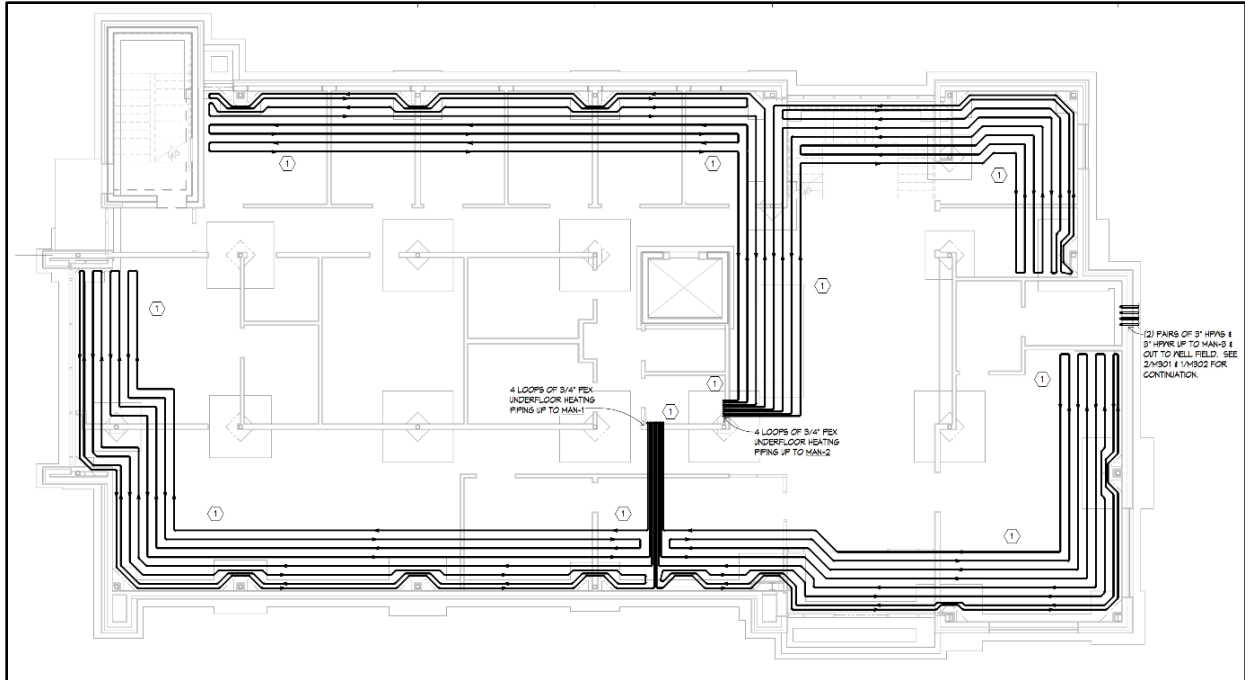 UP
1
1
1
1
(2) PAIRS OF 3" HPWS &
3" HPWR UP TO MAN-3 &
OUT TO WELL FIELD. SEE
2/M301 & 1/M302 FOR
CONTINUATION.
1
4 LOOPS OF 3/4" PEX
UNDERFLOOR HEATING
PIPING UP TO MAN-1
1
1
1
4 LOOPS OF 3/4" PEX
UNDERFLOOR HEATING
PIPING UP TO MAN-2
1
1
1